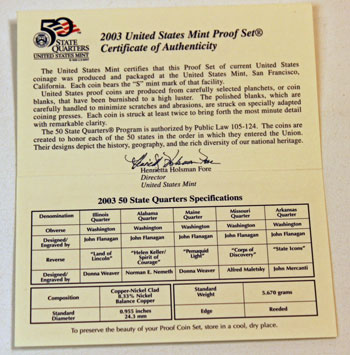 50
STATE
QUARTERS
UNITED STATES MINT
2003 United States Mint Proof Set®
Certificate of Authenticity
The United States Mint certifies that this Proof Set of current United States
coinage was produced and packaged at the United States Mint, San Francisco,
California. Each coin bears the "S" mint mark of that facility.
United States proof coins are produced from carefully selected planchets, or coin
blanks, that have been burnished to a high luster. The polished blanks, which are
carefully handled to minimize scratches and abrasions, are struck on specially adapted
coining presses. Each coin is struck at least twice to bring forth the most minute detail
with remarkable clarity.
The 50 State Quarters® Program is authorized by Public Law 105-124. The coins are
created to honor each of the 50 states in the order in which they entered the Union.
Their designs depict the history, geography, and the rich diversity of our national heritage.
Henrietta Holsman Fore
Henrietta Holsman Fore
Director
United States Mint
2003 50 State Quarters Specifications
Denomination Illinois Quarter Alabama Quarter Maine Quarter Missouri Quarter Arkansas Quarter
Obverse Washington Washington Washington Washington Washington
Designed/ Engraved by John Flanagan John Flanagan John Flanagan John Flanagan John Flanagan
Reverse "Land of Lincoln" "Helen Keller/ Spirit of Courage" "Pemaquid Light" "Corps of Discovery" "State Icons"
Designed/ Engraved by Donna Weaver Norman E. Nemeth Donna Weaver Alfred Maletsky John Mercanti
Composition Copper-Nickel Clad 8.33% Nickel Balance Copper Standard Weight 5.670 grams
Standard Diameter 0.955 inches 24.3 mm Edge Reeded
To preserve the beauty of your Proof Coin Set, store in a cool, dry place.